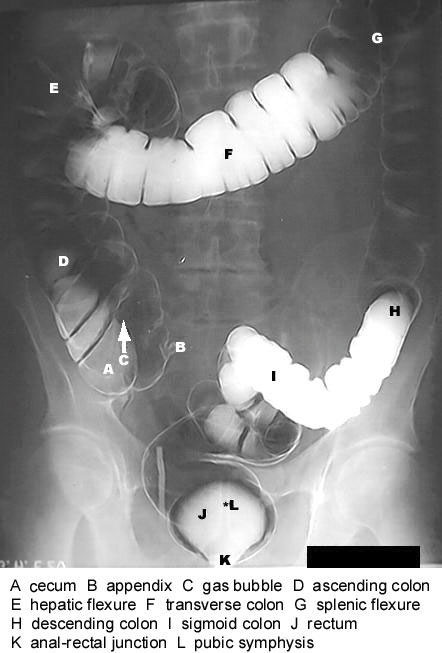 G
E
F
D
H
B
C
A
I
J *L
K
A cecum B appendix C gas bubble D ascending colon
E hepatic flexure F transverse colon G splenic flexure
H descending colon I sigmoid colon J rectum
K anal-rectal junction L pubic symphysis